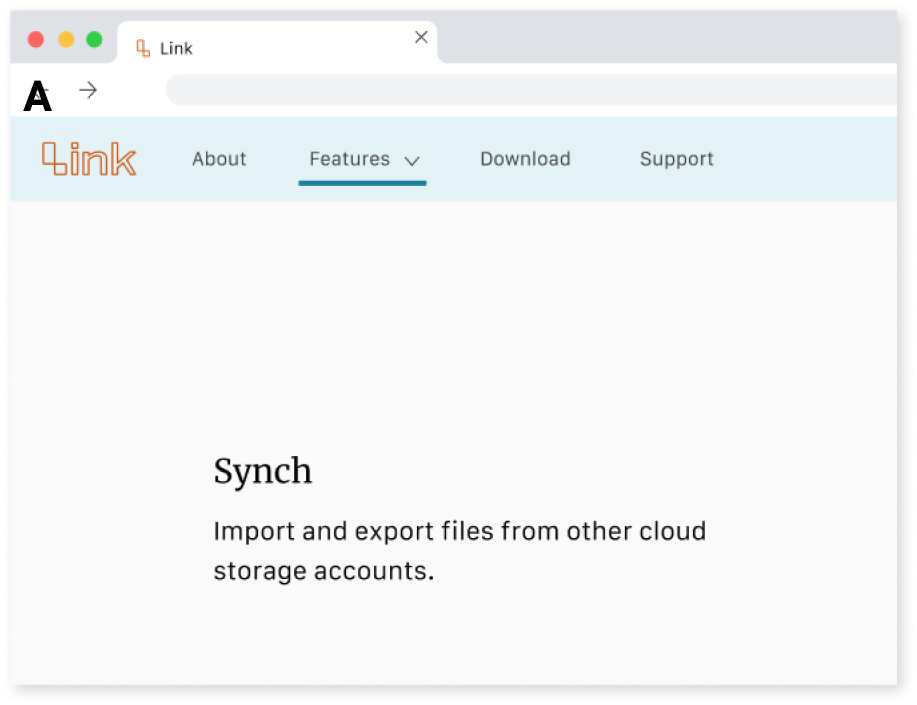 Link
A
Link
About Features Download Support
Synch
Import and export files from other cloud
storage accounts.